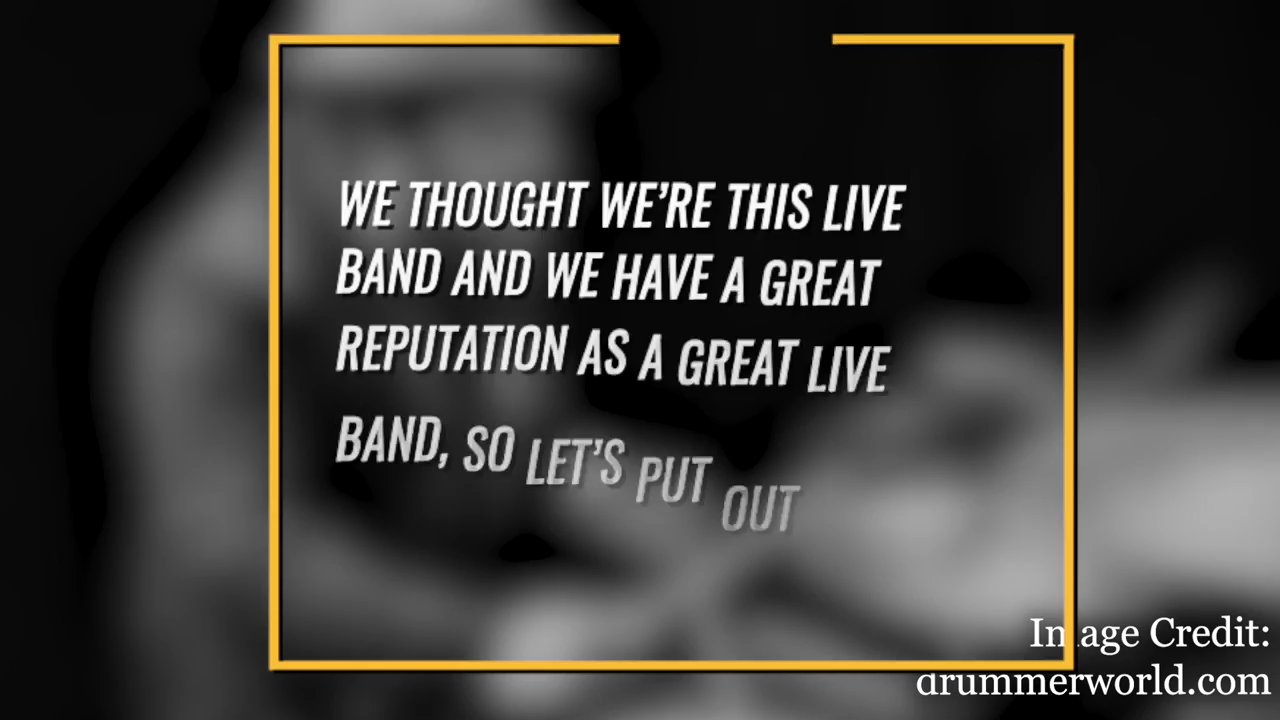 WE THOUGHT WE'RE THIS LIVE
BAND AND WE HAVE A GREAT
REPUTATION AS A GREAT LIVE
BAND, SO LET'S PUT OUT
Image Credit:
drummerworld.com